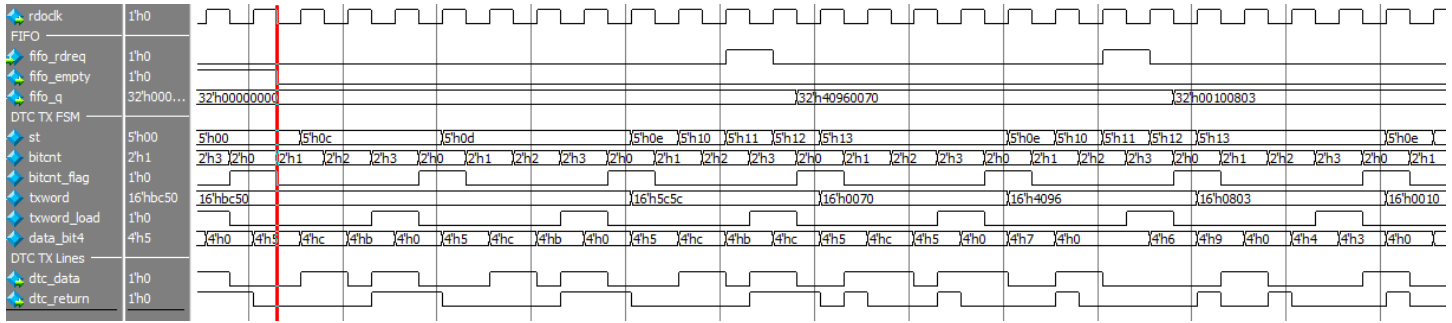 rdoclk 1'h0
FIFO
fifo_rdreq 1'h0
fifo_empty 1'h0
fifo_q 32'h000... 32'h00000000 32'h40960070 32'h00100803
DTC TX FSM
st 5'h00 5'h00 5'h0c 5'h0d 5'h0e 5'h10 5'h11 5'h12 5'h13 5'h0e 5'h10 5'h11 5'h12 5'h13 5'h0e
bitcnt 2'h1 2'h3 2'h0 2'h1 2'h2 2'h3 2'h0 2'h1 2'h2 2'h3 2'h0 2'h1 2'h2 2'h3 2'h0 2'h1 2'h2 2'h3 2'h0 2'h1 2'h2 2'h3 2'h0 2'h1 2'h2 2'h3 2'h0 2'h1
bitcnt_flag 1'h0
txword 16'hbc50 16'hbc50 16'h5c5c 16'h0070 16'h4096 16'h0803 16'h0010
txword_load 1'h0
data_bit4 4'h5 4'h0 4'h5 4'hc 4'hb 4'h0 4'h5 4'hc 4'hb 4'h0 4'h5 4'hc 4'hb 4'hc 4'h5 4'hc 4'h5 4'h0 4'h7 4'h0 4'h6 4'h9 4'h0 4'h4 4'h3 4'h0
DTC TX Lines
dtc_data 1'h0
dtc_return 1'h0